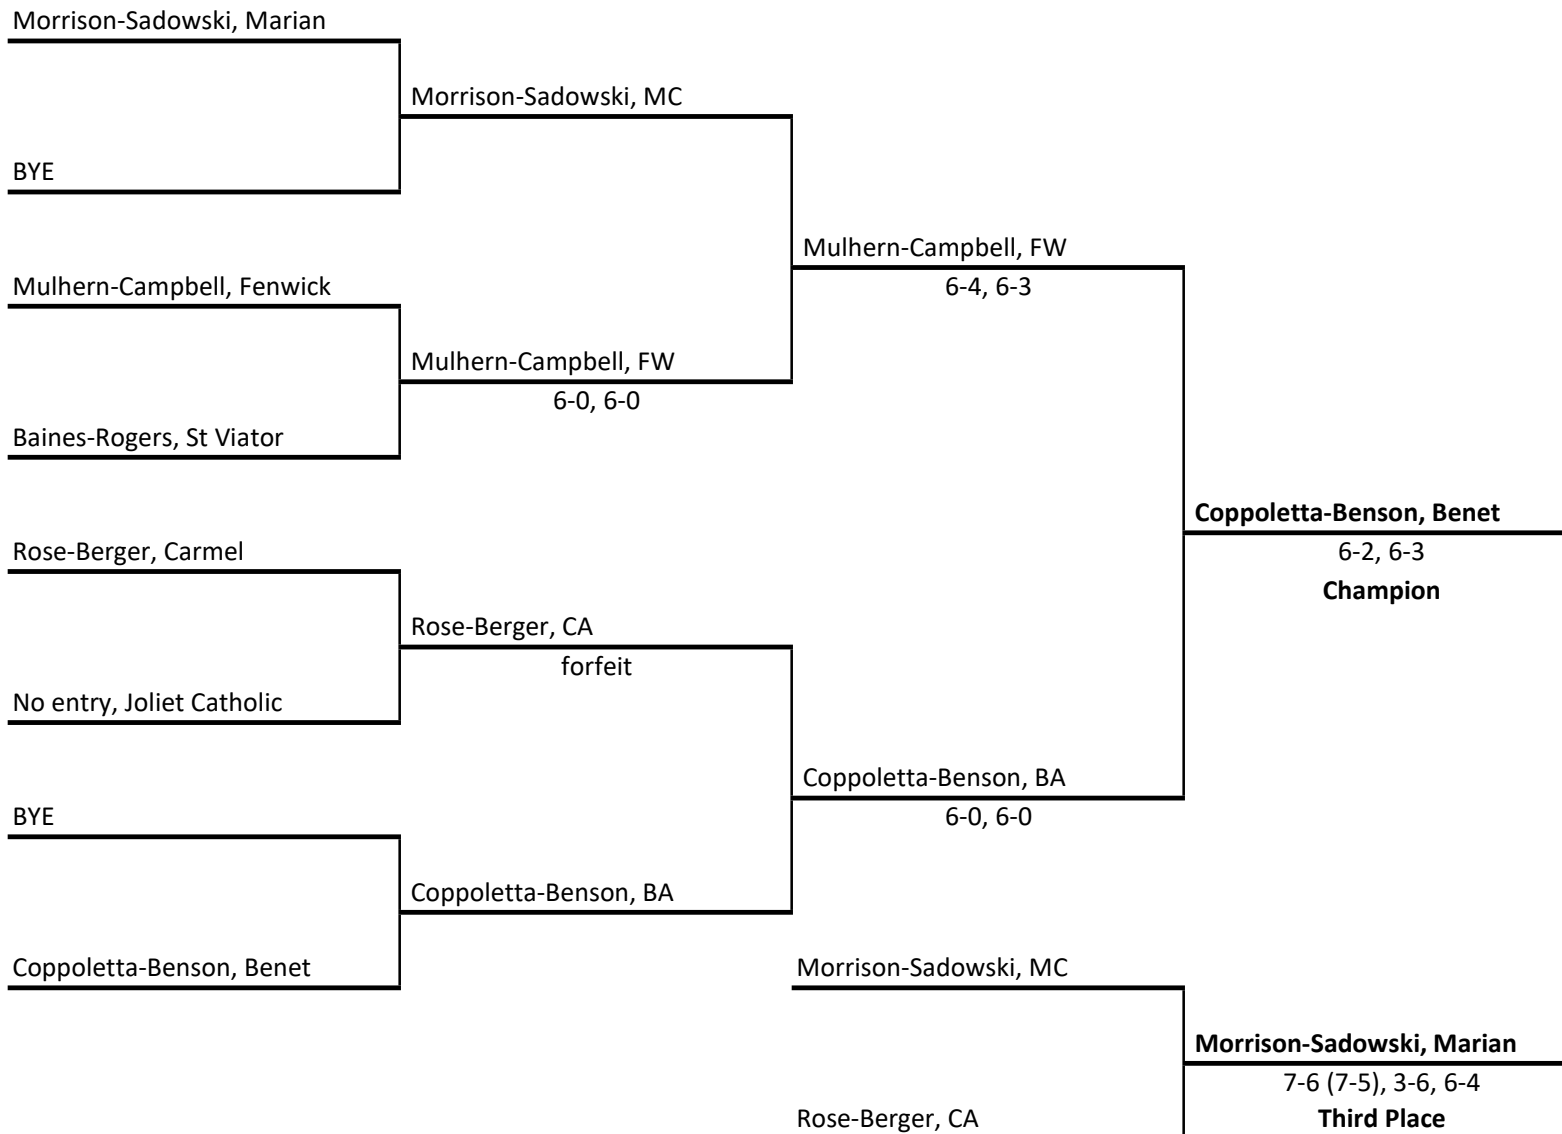 Morrison-Sadowski, Marian
Morrison-Sadowski, MC
BYE
Mulhern-Campbell, FW
6-4, 6-3
Mulhern-Campbell, Fenwick
Mulhern-Campbell, FW
6-0, 6-0
Baines-Rogers, St Viator
Coppoletta-Benson, Benet
6-2, 6-3
Champion
Rose-Berger, Carmel
Rose-Berger, CA
forfeit
No entry, Joliet Catholic
Coppoletta-Benson, BA
6-0, 6-0
BYE
Coppoletta-Benson, BA
Coppoletta-Benson, Benet
Morrison-Sadowski, MC
Morrison-Sadowski, Marian
7-6 (7-5), 3-6, 6-4
Rose-Berger, CA
Third Place